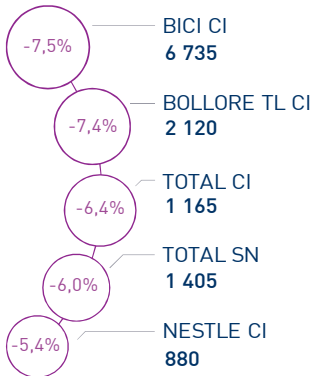 -7,5%
BICI CI
6 735
-7,4%
BOLLORE TL CI
2 120
-6,4%
TOTAL CI
1 165
-6,0%
TOTAL SN
1 405
-5,4%
NESTLE CI
880